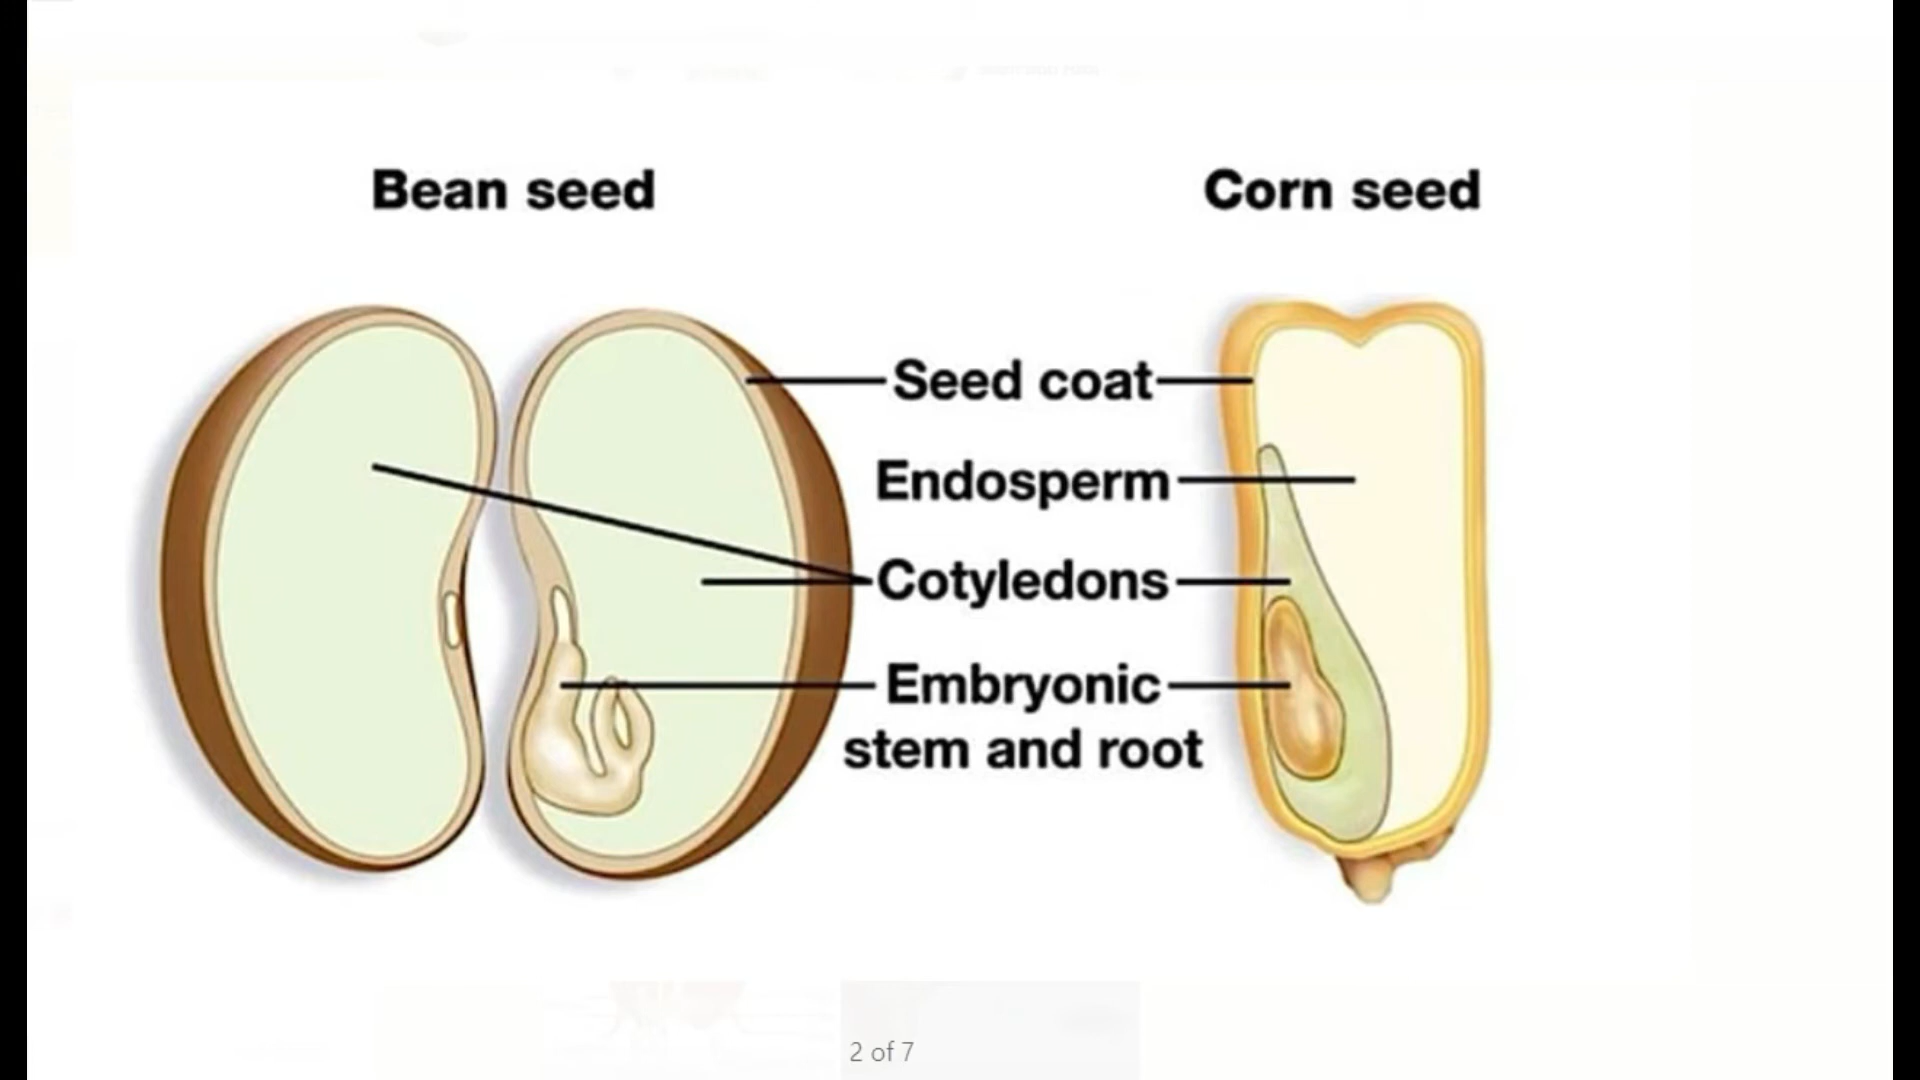 Bean seed
Corn seed
Seed coat
Endosperm
Cotyledons
Embryonic
stem and root
2 of 7